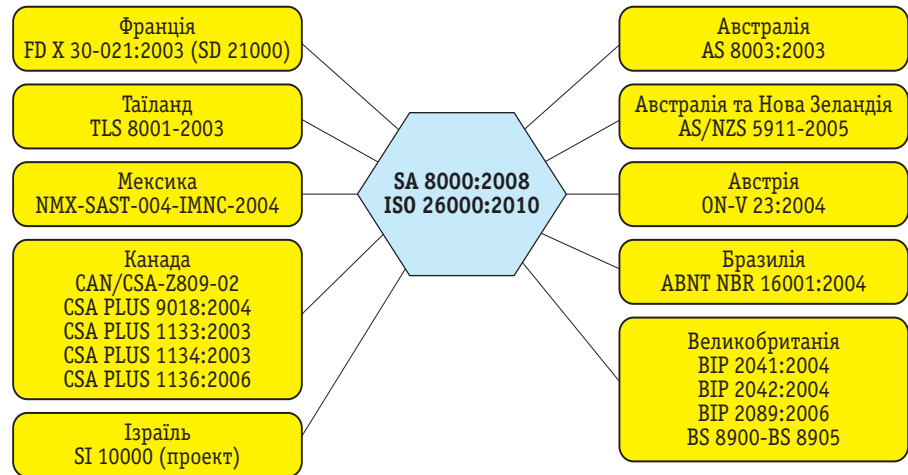 Франція
FD X 30-021:2003 (SD 21000)
Таїланд
TLS 8001-2003
Мексика
NMX-SAST-004-IMNC-2004
Канада
CAN/CSA-Z809-02
CSA PLUS 9018:2004
CSA PLUS 1133:2003
CSA PLUS 1134:2003
CSA PLUS 1136:2006
Ізраїль
SI 10000 (проект)
SA 8000:2008
ISO 26000:2010
Австралія
AS 8003:2003
Австралія та Нова Зеландія
AS/NZS 5911-2005
Австрія
ON-V 23:2004
Бразилія
ABNT NBR 16001:2004
Великобританія
BIP 2041:2004
BIP 2042:2004
BIP 2089:2006
BS 8900-BS 8905